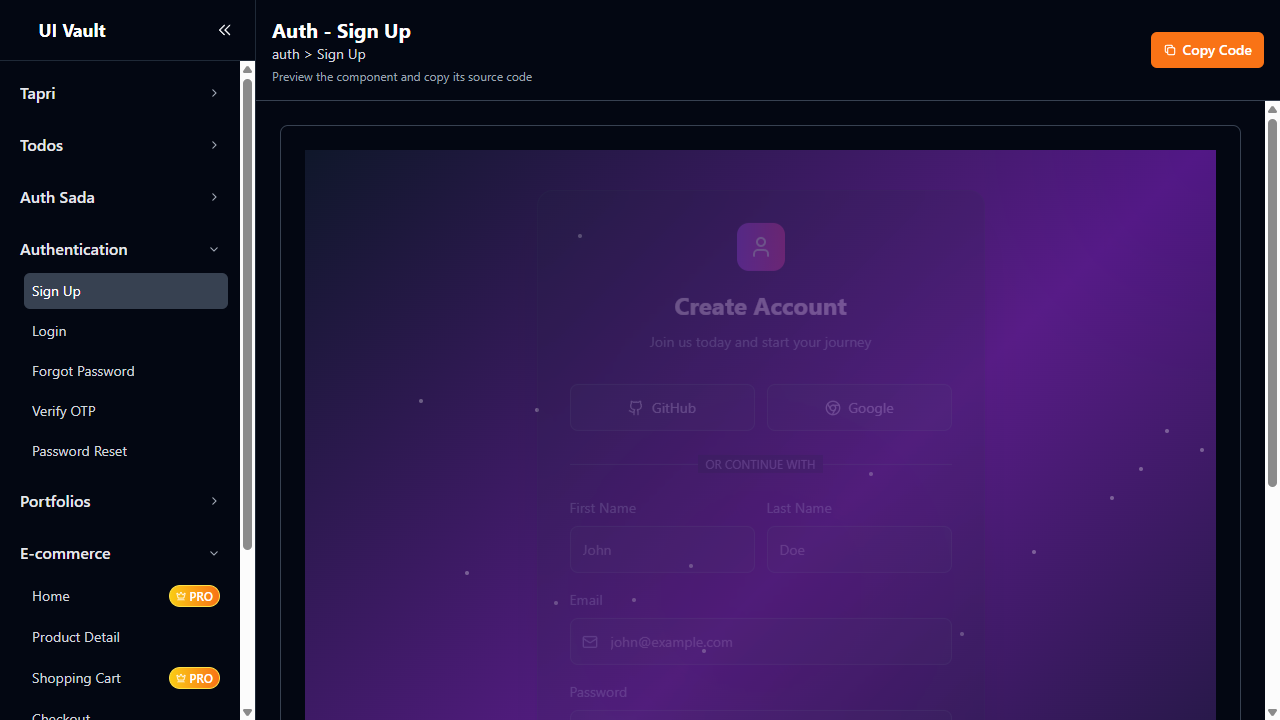 UI Vault
Tapri
Todos
Auth Sada
Authentication
Sign Up
Login
Forgot Password
Verify OTP
Password Reset
Portfolios
E-commerce
Home PRO
Product Detail
Shopping Cart PRO
Checkout
Auth - Sign Up
auth > Sign Up
Preview the component and copy its source code
Copy Code
Create Account
Join us today and start your journey
GitHub Google
OR CONTINUE WITH
First Name Last Name
John Doe
Email
john@example.com
Password